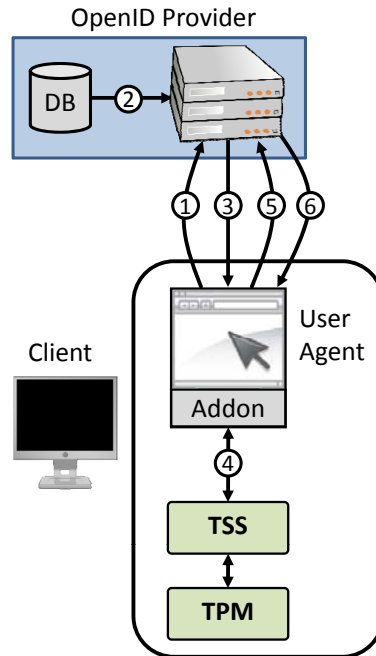 OpenID Provider
DB
2
1
3
5
6
User
Agent
Client
Addon
4
TSS
TPM